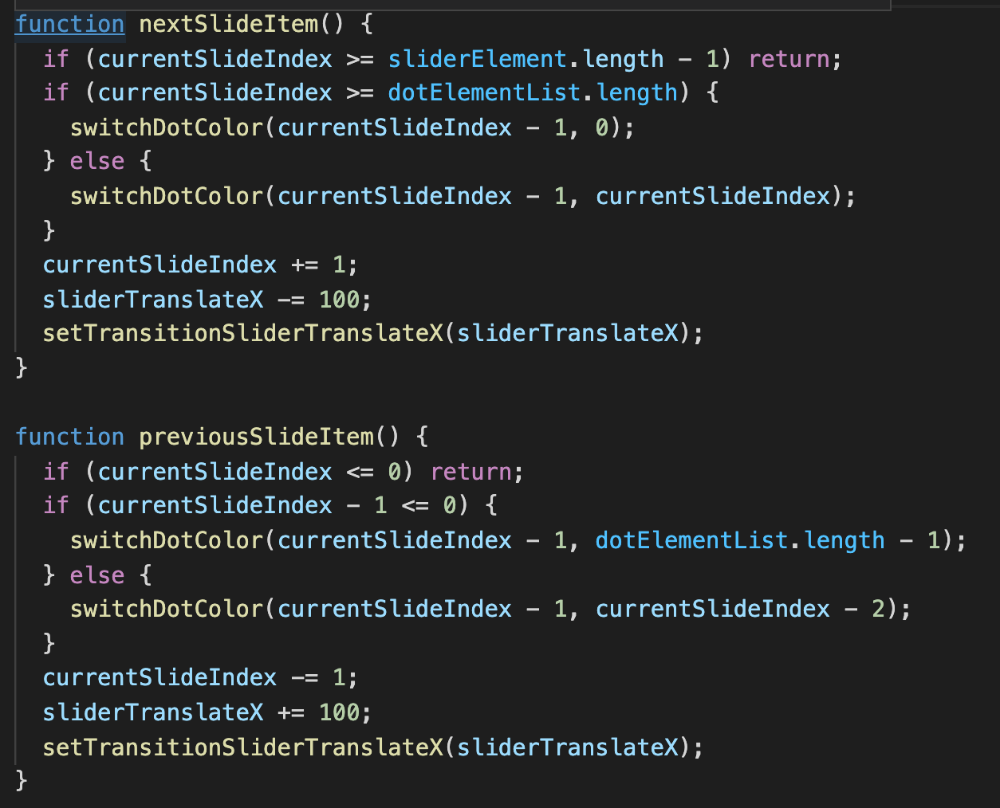 function nextSlideItem() {
  if (currentSlideIndex >= sliderElement.length - 1) return;
  if (currentSlideIndex >= dotElementList.length) {
    switchDotColor(currentSlideIndex - 1, 0);
  } else {
    switchDotColor(currentSlideIndex - 1, currentSlideIndex);
  }
  currentSlideIndex += 1;
  sliderTranslateX -= 100;
  setTransitionSliderTranslateX(sliderTranslateX);
}

function previousSlideItem() {
  if (currentSlideIndex <= 0) return;
  if (currentSlideIndex - 1 <= 0) {
    switchDotColor(currentSlideIndex - 1, dotElementList.length - 1);
  } else {
    switchDotColor(currentSlideIndex - 1, currentSlideIndex - 2);
  }
  currentSlideIndex -= 1;
  sliderTranslateX += 100;
  setTransitionSliderTranslateX(sliderTranslateX);
}